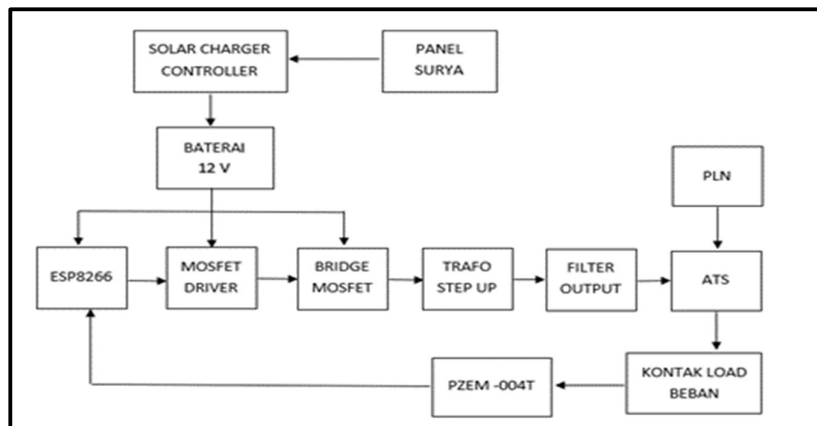 SOLAR CHARGER
CONTROLLER
PANEL
SURYA
BATERAI
12 V
PLN
ESP8266
MOSFET
DRIVER
BRIDGE
MOSFET
TRAFO
STEP UP
FILTER
OUTPUT
ATS
PZEM -004T
KONTAK LOAD
BEBAN